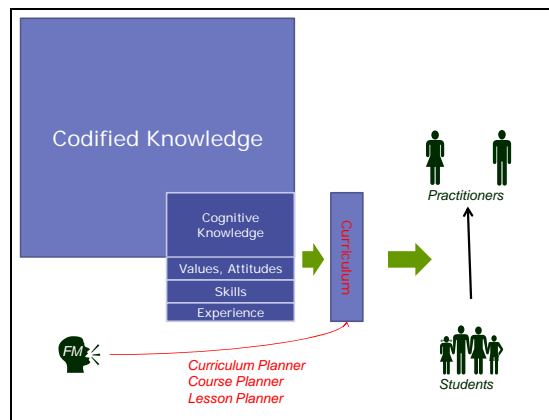 Codified Knowledge
Cognitive
Knowledge
Values, Attitudes
Skills
Experience
Curriculum
Practitioners
FM
Curriculum Planner
Course Planner
Lesson Planner
Students